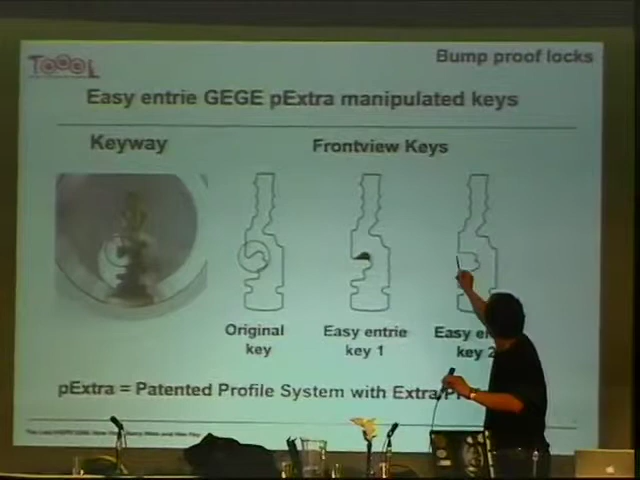 TOOOL
Bump proof locks
Easy entrie GEGE pExtra manipulated keys
Keyway
Frontview Keys
Original
key
Easy entrie
key 1
Easy
key 2
pExtra = Patented Profile System with Extra